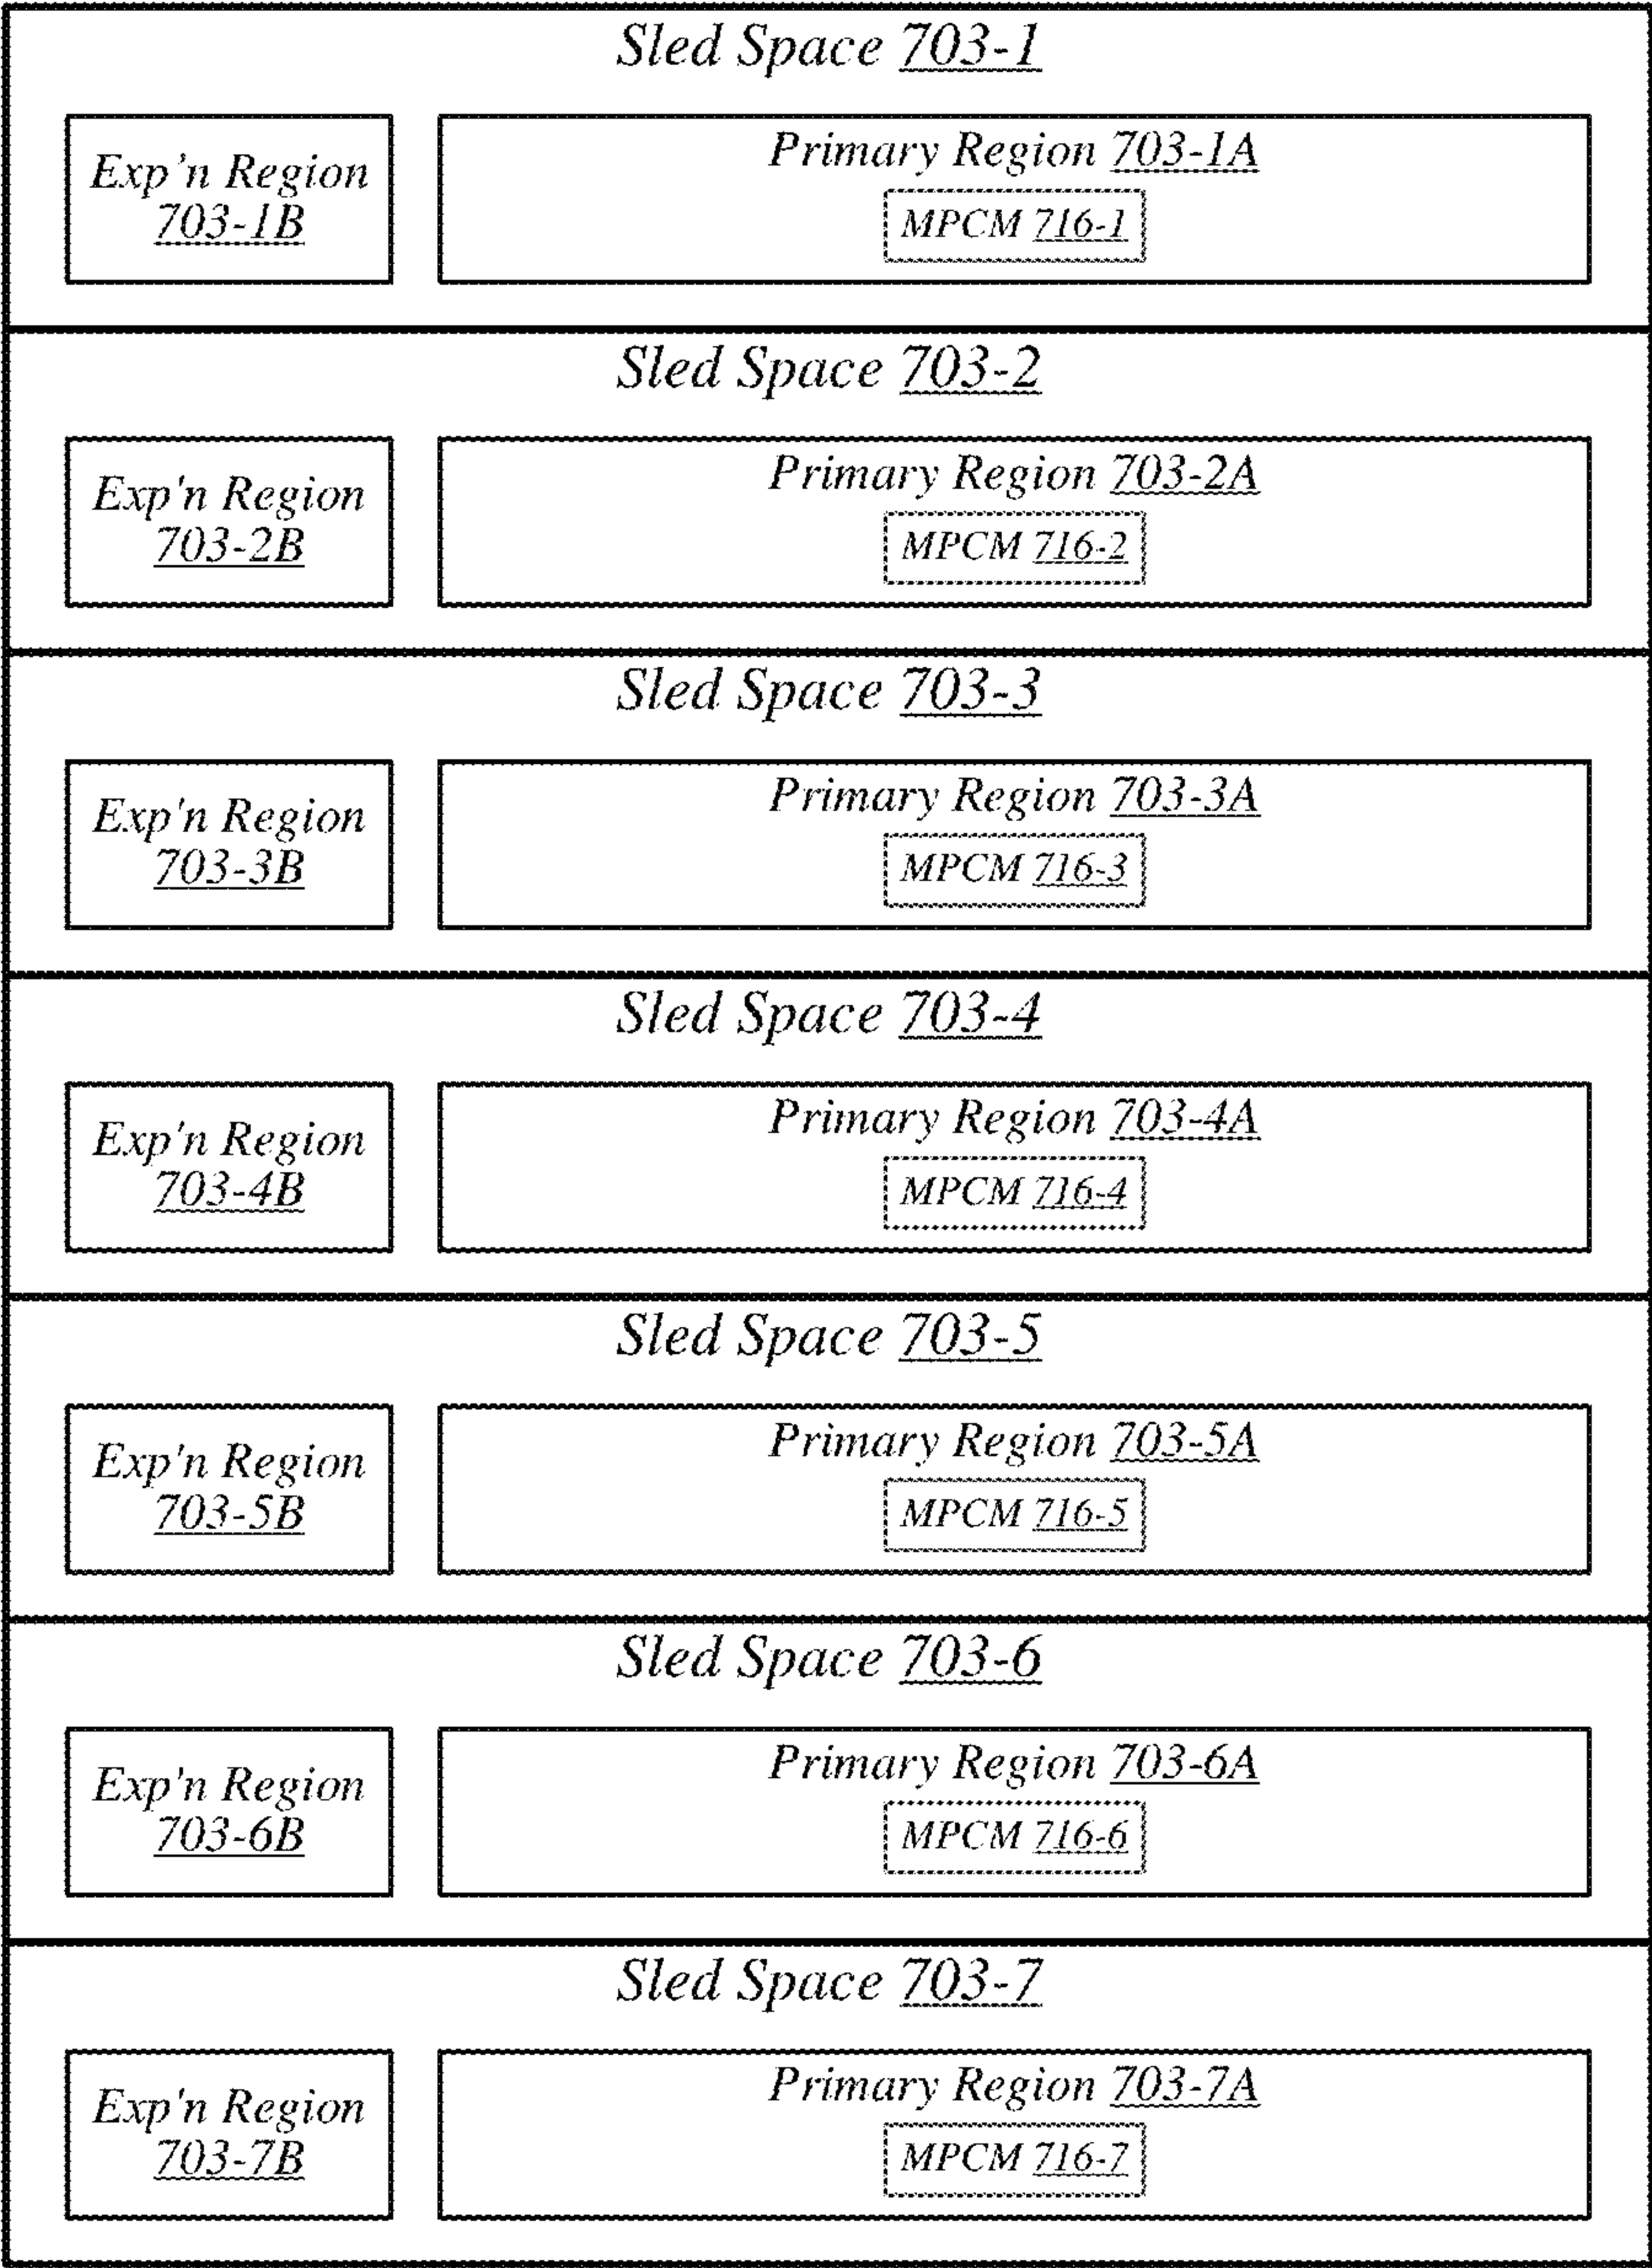 Sled Space 703-1
Exp'n Region
703-1B
Primary Region 703-1A
MPCM 716-1
Sled Space 703-2
Exp'n Region
703-2B
Primary Region 703-2A
MPCM 716-2
Sled Space 703-3
Exp'n Region
703-3B
Primary Region 703-3A
MPCM 716-3
Sled Space 703-4
Exp'n Region
703-4B
Primary Region 703-4A
MPCM 716-4
Sled Space 703-5
Exp'n Region
703-5B
Primary Region 703-5A
MPCM 716-5
Sled Space 703-6
Exp'n Region
703-6B
Primary Region 703-6A
MPCM 716-6
Sled Space 703-7
Exp'n Region
703-7B
Primary Region 703-7A
MPCM 716-7